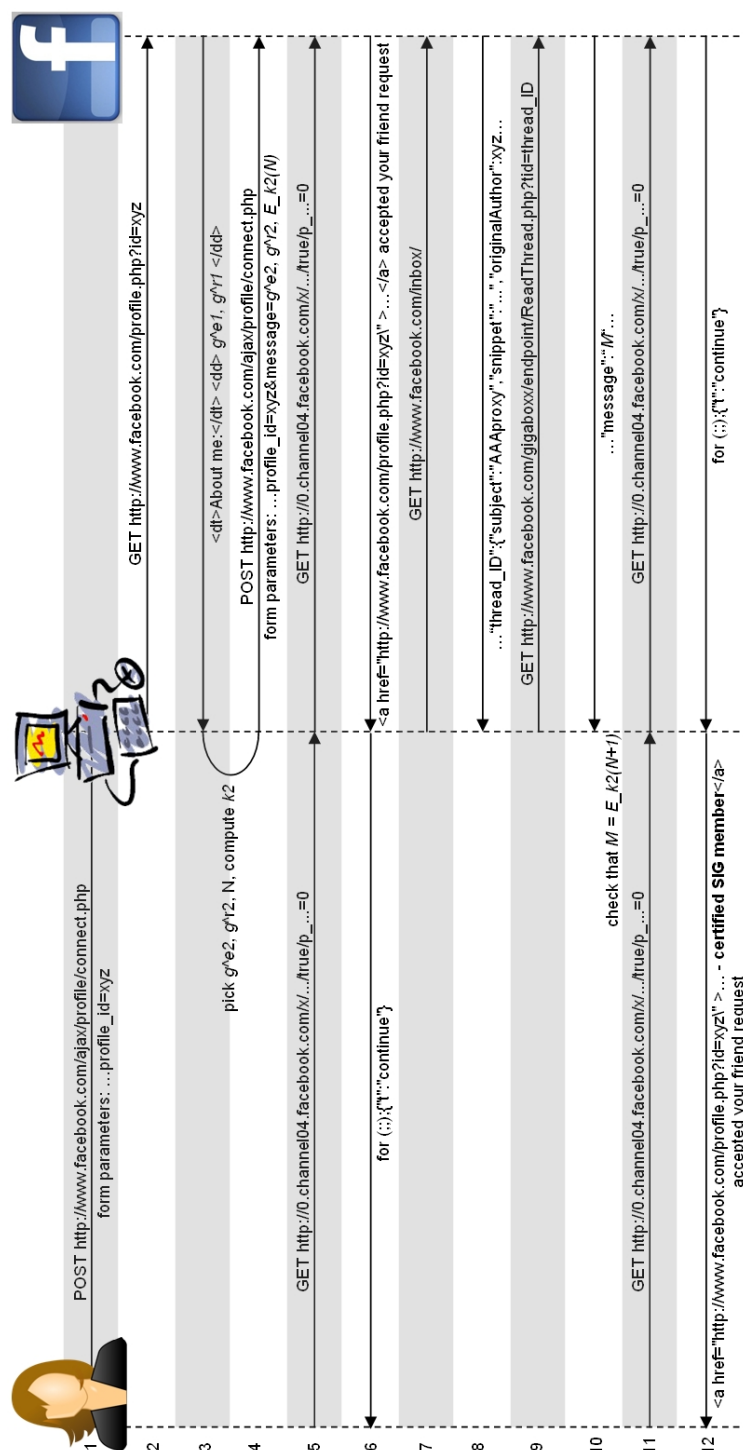 f
1
POST http://www.facebook.com/ajax/profile/connect.php
form parameters: …profile_id=xyz
2
GET http://www.facebook.com/profile.php?id=xyz
3
<dt>About me:</dt> <dd> g^e1, g^r1 </dd>
pick g^e2, g^r2, N, compute k2
4
POST http://www.facebook.com/ajax/profile/connect.php
form parameters: …profile_id=xyz&message=g^e2, g^r2, E_k2(N)
5
GET http://0.channel04.facebook.com/x/…/true/p_…=0
GET http://0.channel04.facebook.com/x/…/true/p_…=0
6
for (;;);{"t":"continue"}
<a href="http://www.facebook.com/profile.php?id=xyz\" >…</a> accepted your friend request
7
GET http://www.facebook.com/inbox/
8
…"thread_ID":{"subject":"AAAproxy","snippet":"…","originalAuthor":xyz…
9
GET http://www.facebook.com/gigaboxx/endpoint/ReadThread.php?tid=thread_ID
10
…"message":"M"…
check that M = E_k2(N+1)
11
GET http://0.channel04.facebook.com/x/…/true/p_…=0
GET http://0.channel04.facebook.com/x/…/true/p_…=0
12
<a href="http://www.facebook.com/profile.php?id=xyz\" >… - certified SIG member</a>
accepted your friend request
for (;;);{"t":"continue"}